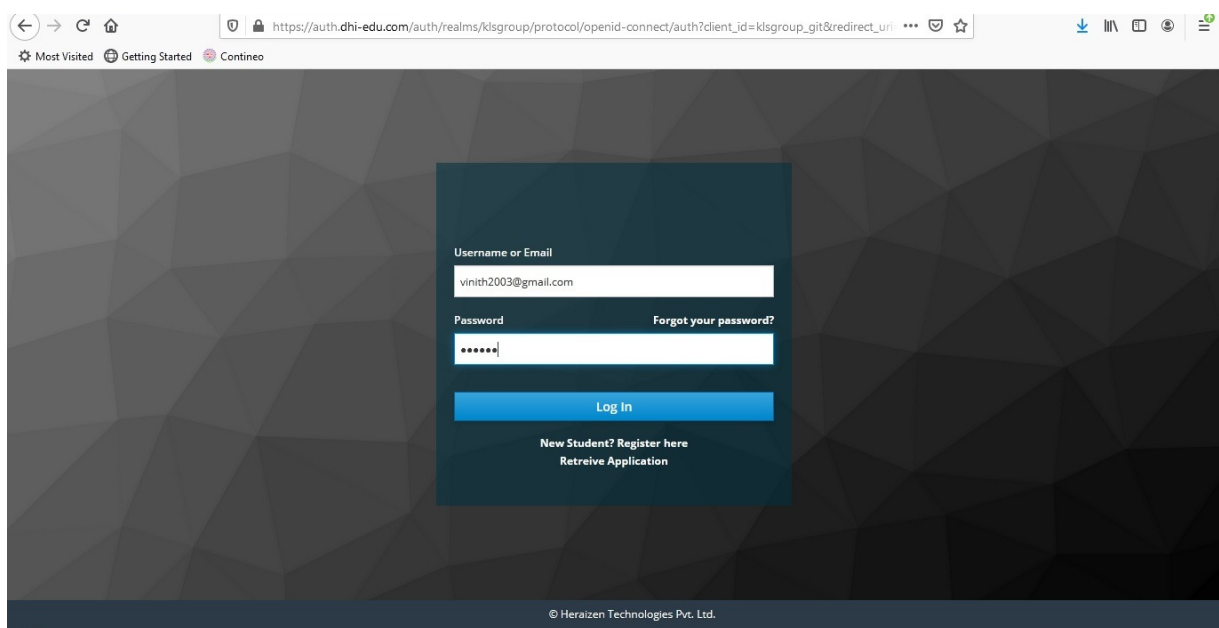 https://auth.dhi-edu.com/auth/realms/klsgroup/protocol/openid-connect/auth?client_id=klsgroup_git&redirect_uri
Most Visited Getting Started Contineo
Username or Email
vinith2003@gmail.com
Password Forgot your password?
••••••
Log In
New Student? Register here
Retreive Application
© Heraizen Technologies Pvt. Ltd.